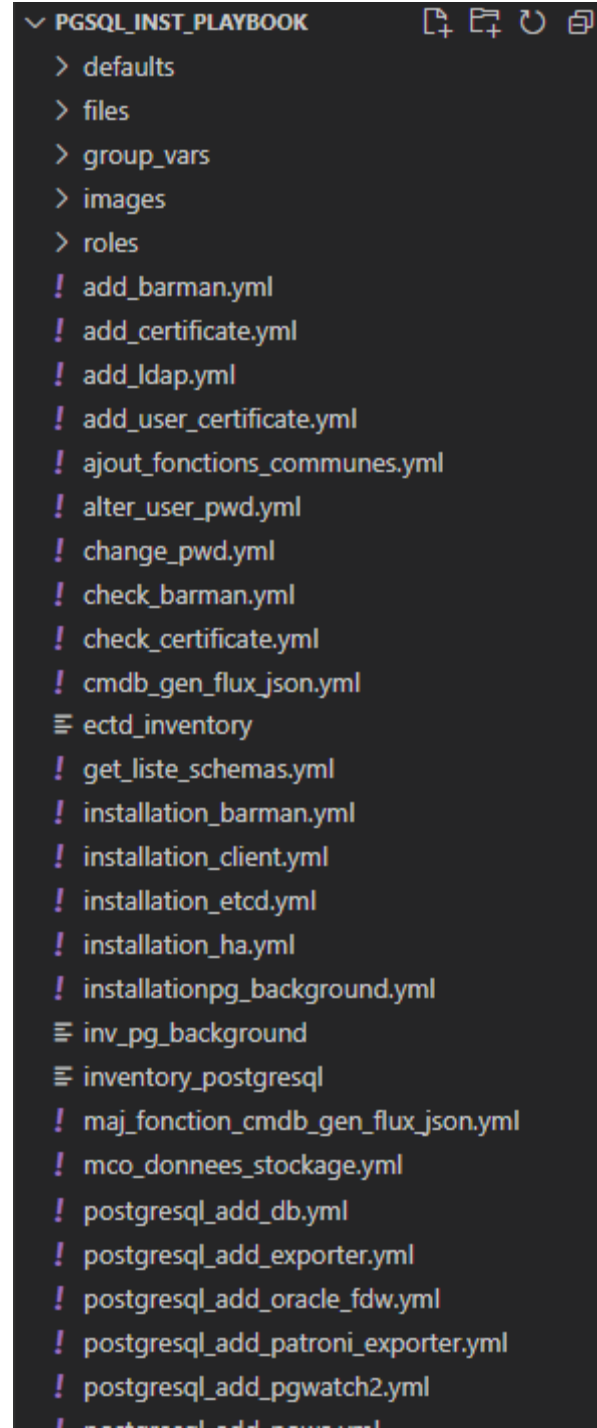 PGSQL_INST_PLAYBOOK
defaults
files
group_vars
images
roles
add_barman.yml
add_certificate.yml
add_ldap.yml
add_user_certificate.yml
ajout_fonctions_communes.yml
alter_user_pwd.yml
change_pwd.yml
check_barman.yml
check_certificate.yml
cmdb_gen_flux_json.yml
ectd_inventory
get_liste_schemas.yml
installation_barman.yml
installation_client.yml
installation_etcd.yml
installation_ha.yml
installationpg_background.yml
inv_pg_background
inventory_postgresql
maj_fonction_cmdb_gen_flux_json.yml
mco_donnees_stockage.yml
postgresql_add_db.yml
postgresql_add_exporter.yml
postgresql_add_oracle_fdw.yml
postgresql_add_patroni_exporter.yml
postgresql_add_pgwatch2.yml